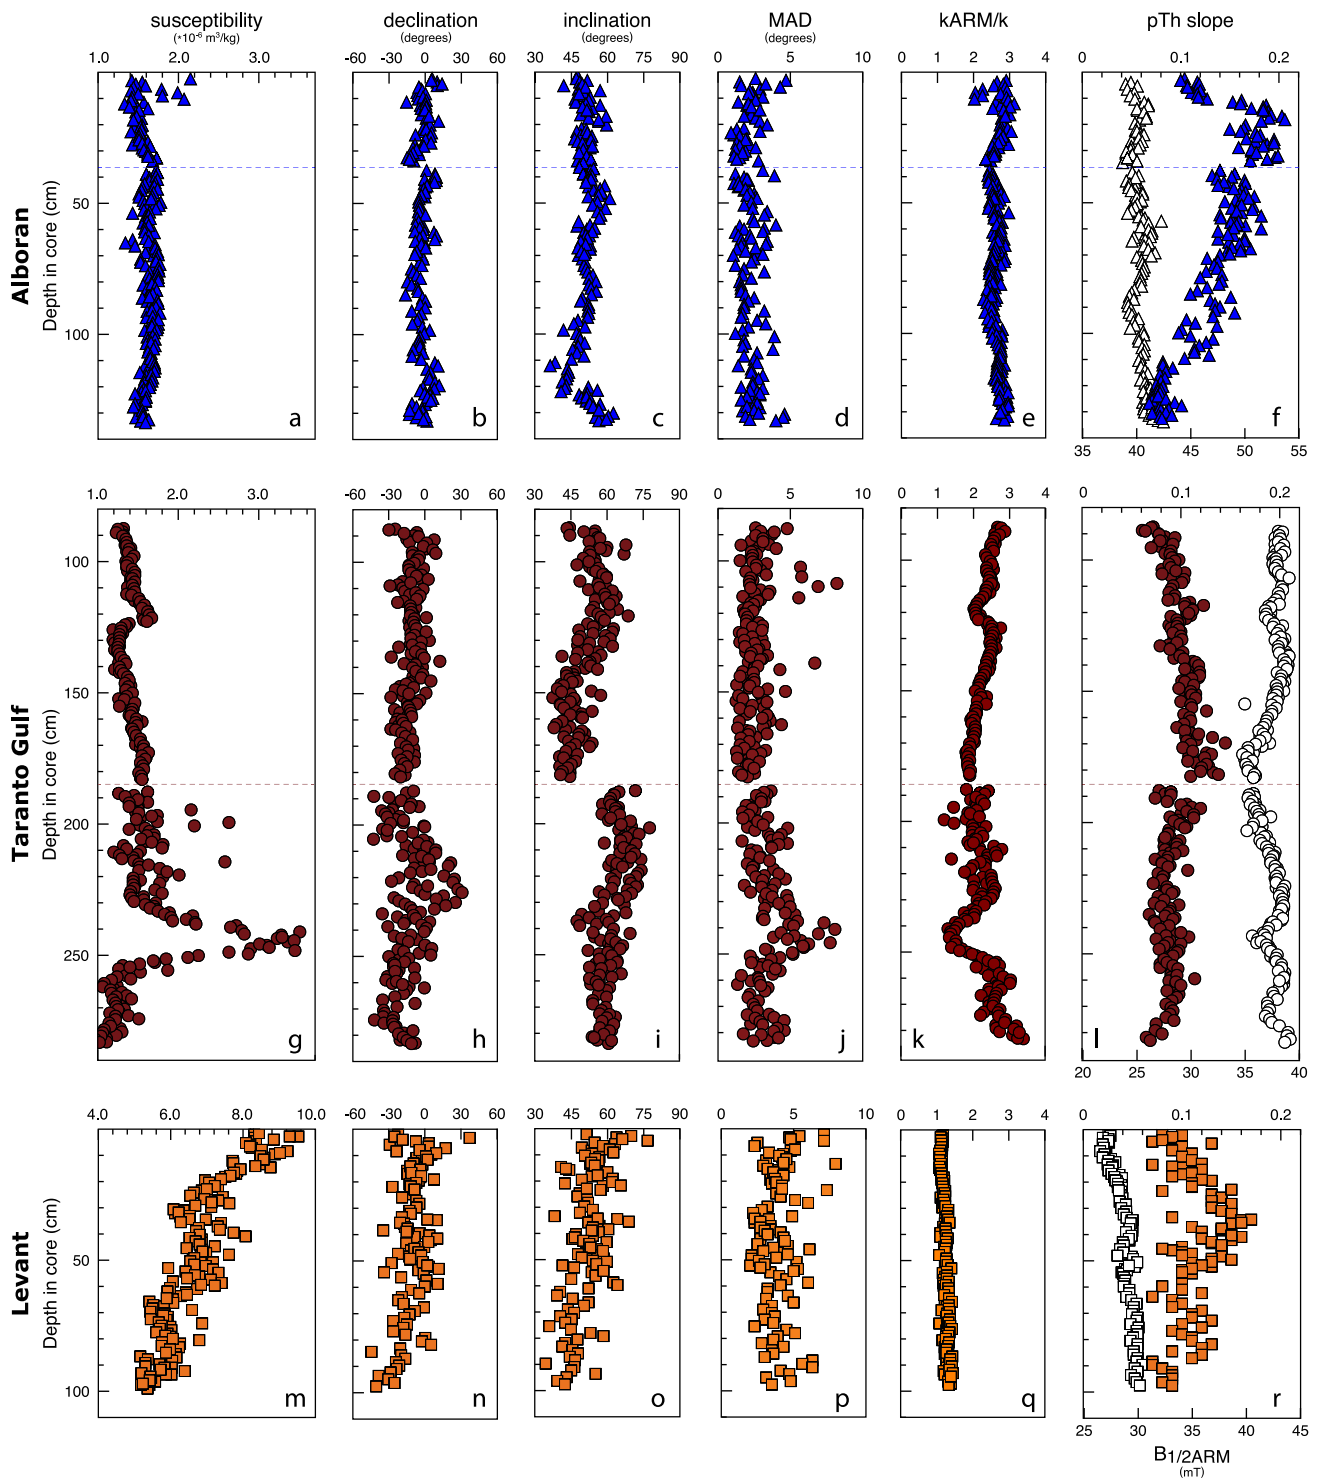 susceptibility declination inclination MAD kARM/k pTh slope
(*10-6 m3/kg) (degrees) (degrees) (degrees)
1.0 3.0 -60 -30 0 30 60 30 45 60 75 90 0 5 10 0 1 2 3 4 0 0.1 0.2
Alboran
Depth in core (cm)
50
100
a b c d e f
35 40 45 50 55
1.0 2.0 3.0 -60 -30 0 30 60 30 45 60 75 90 0 5 10 0 1 2 3 4 0 0.1 0.2
Taranto Gulf
Depth in core (cm)
100
150
200
250
g h i j k l
20 25 30 35 40
4.0 6.0 8.0 10.0 -60 -30 0 30 60 30 45 60 75 90 0 5 10 0 1 2 3 4 0 0.1 0.2
Levant
Depth in core (cm)
50
100
m n o p q r
25 30 35 40 45
B1/2ARM
(mT)